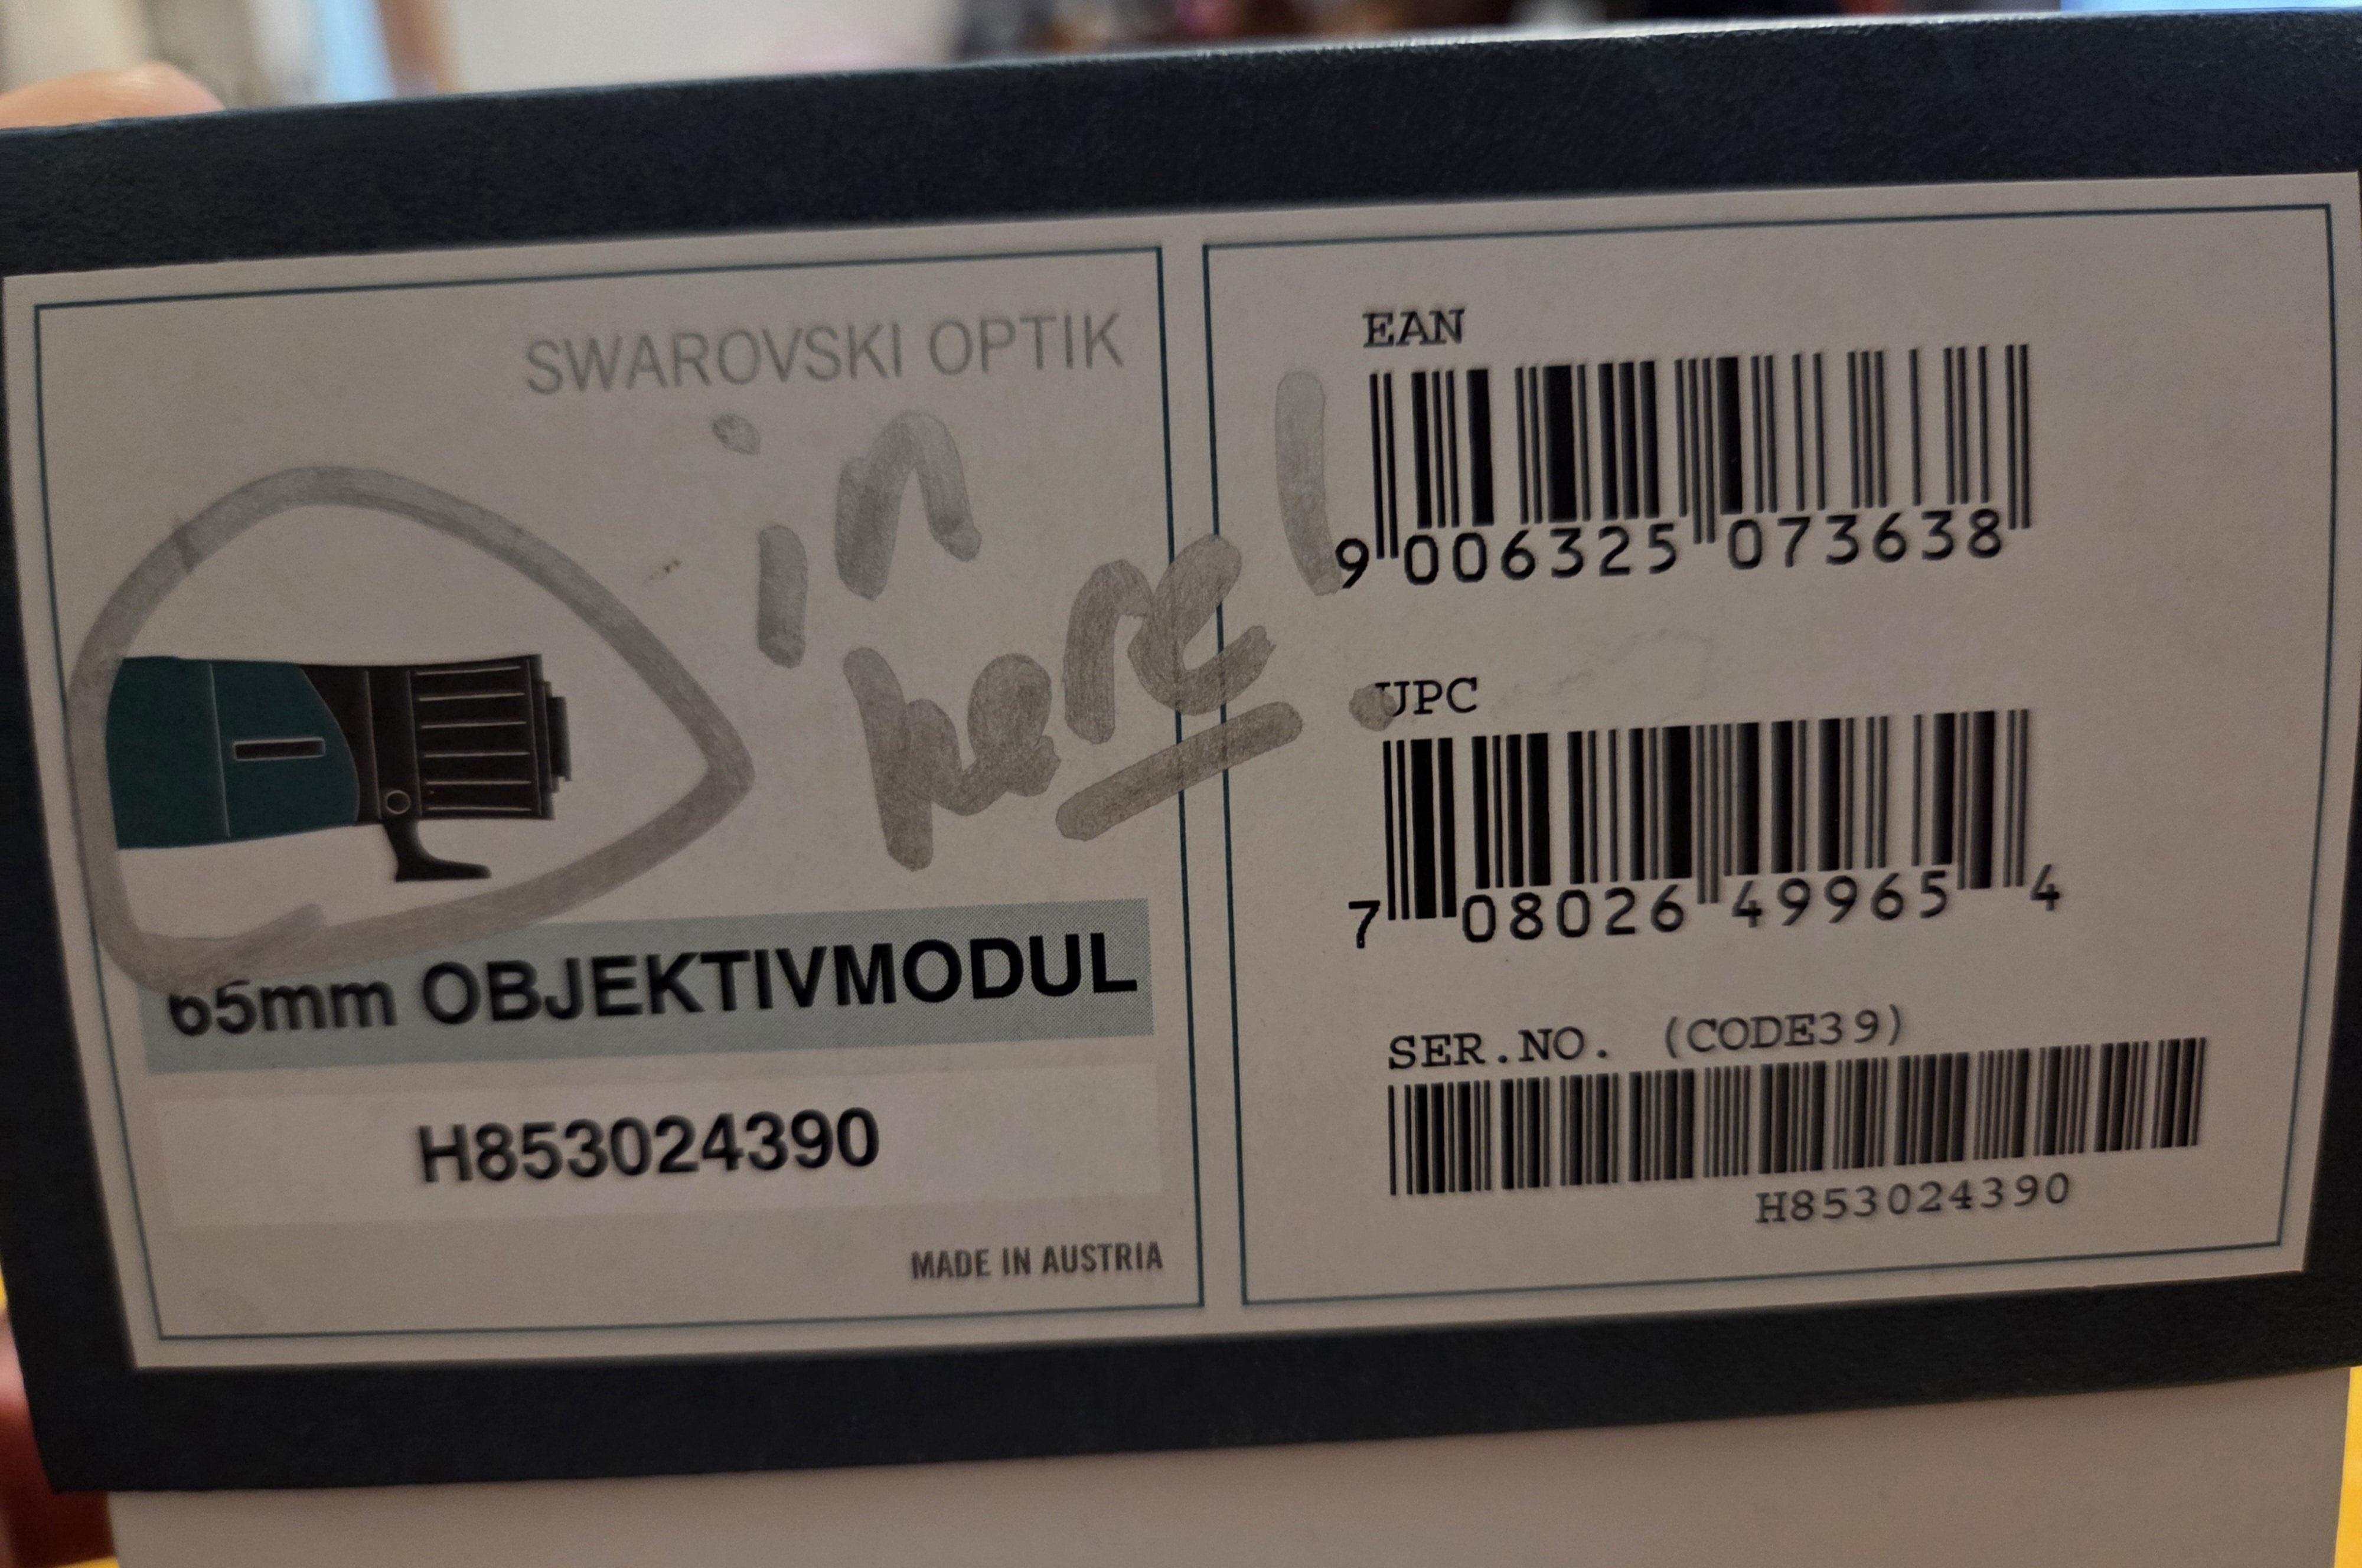 SWAROVSKI OPTIK
in
here!
65mm OBJEKTIVMODUL
H853024390
MADE IN AUSTRIA
EAN
9 006325 073638
UPC
7 08026 49965 4
SER.NO. (CODE39)
H853024390